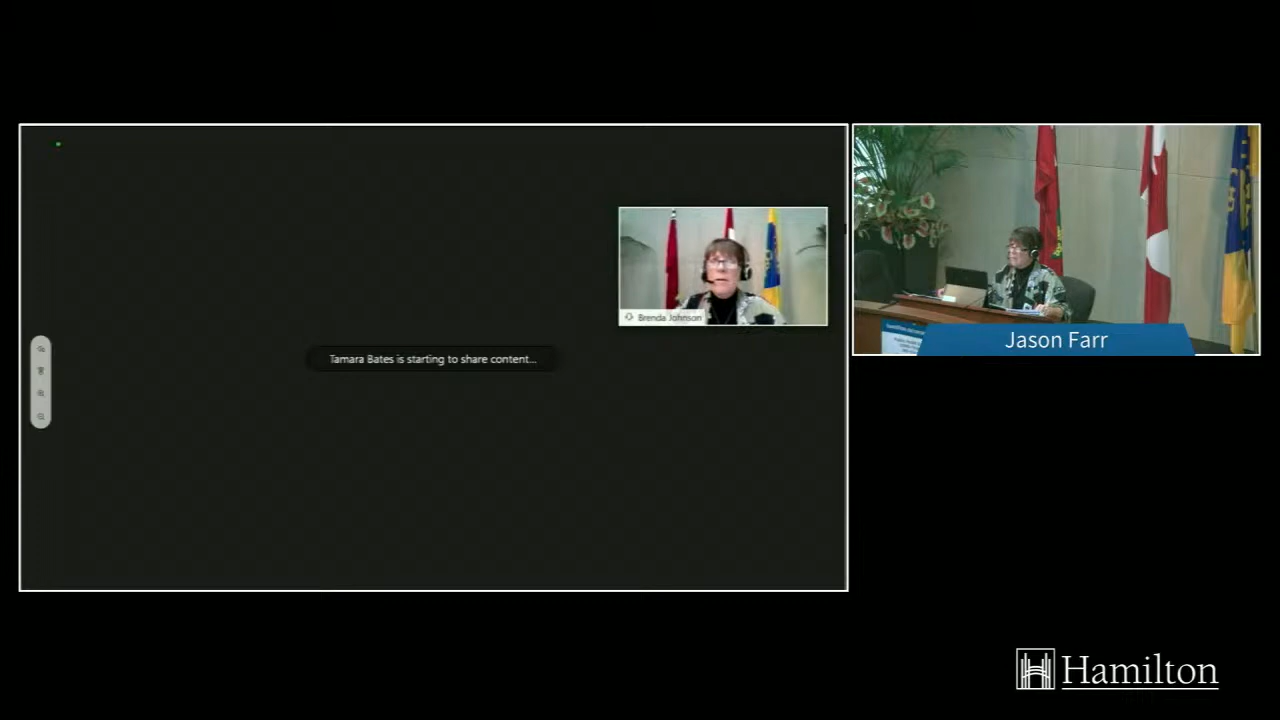 Brenda Johnson
Tamara Bates is starting to share content...
Jason Farr
Hamilton